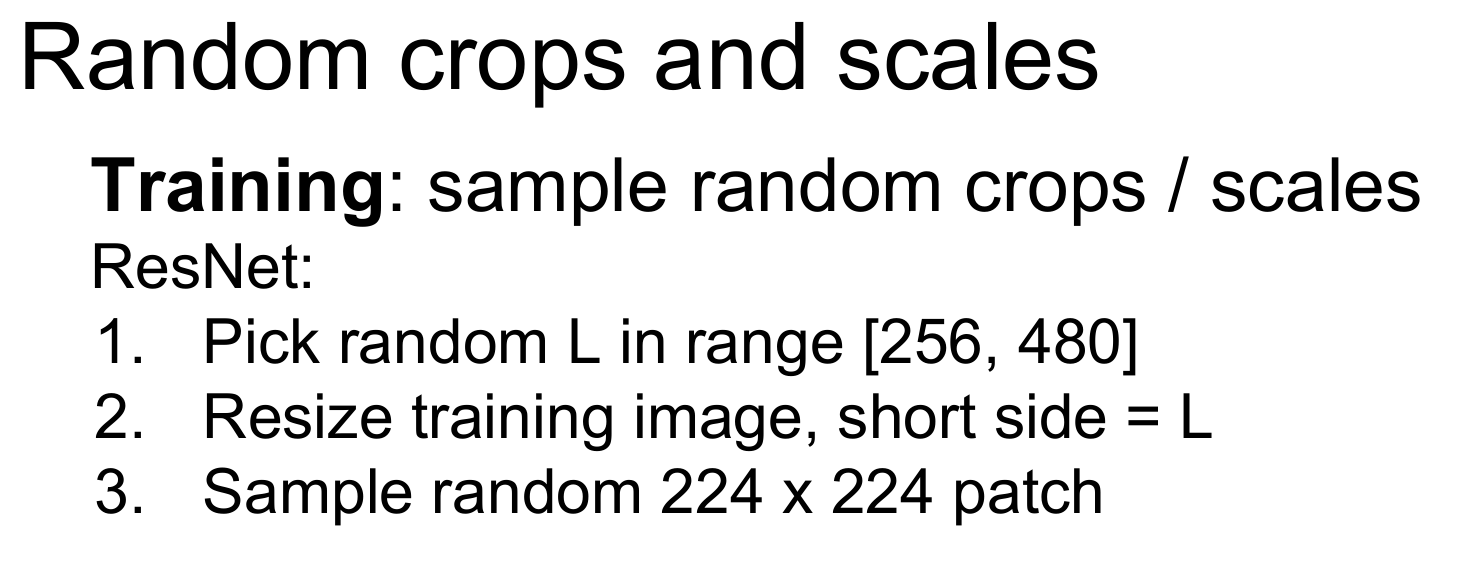 Random crops and scales
Training: sample random crops / scales
ResNet:
1. Pick random L in range [256, 480]
2. Resize training image, short side = L
3. Sample random 224 x 224 patch